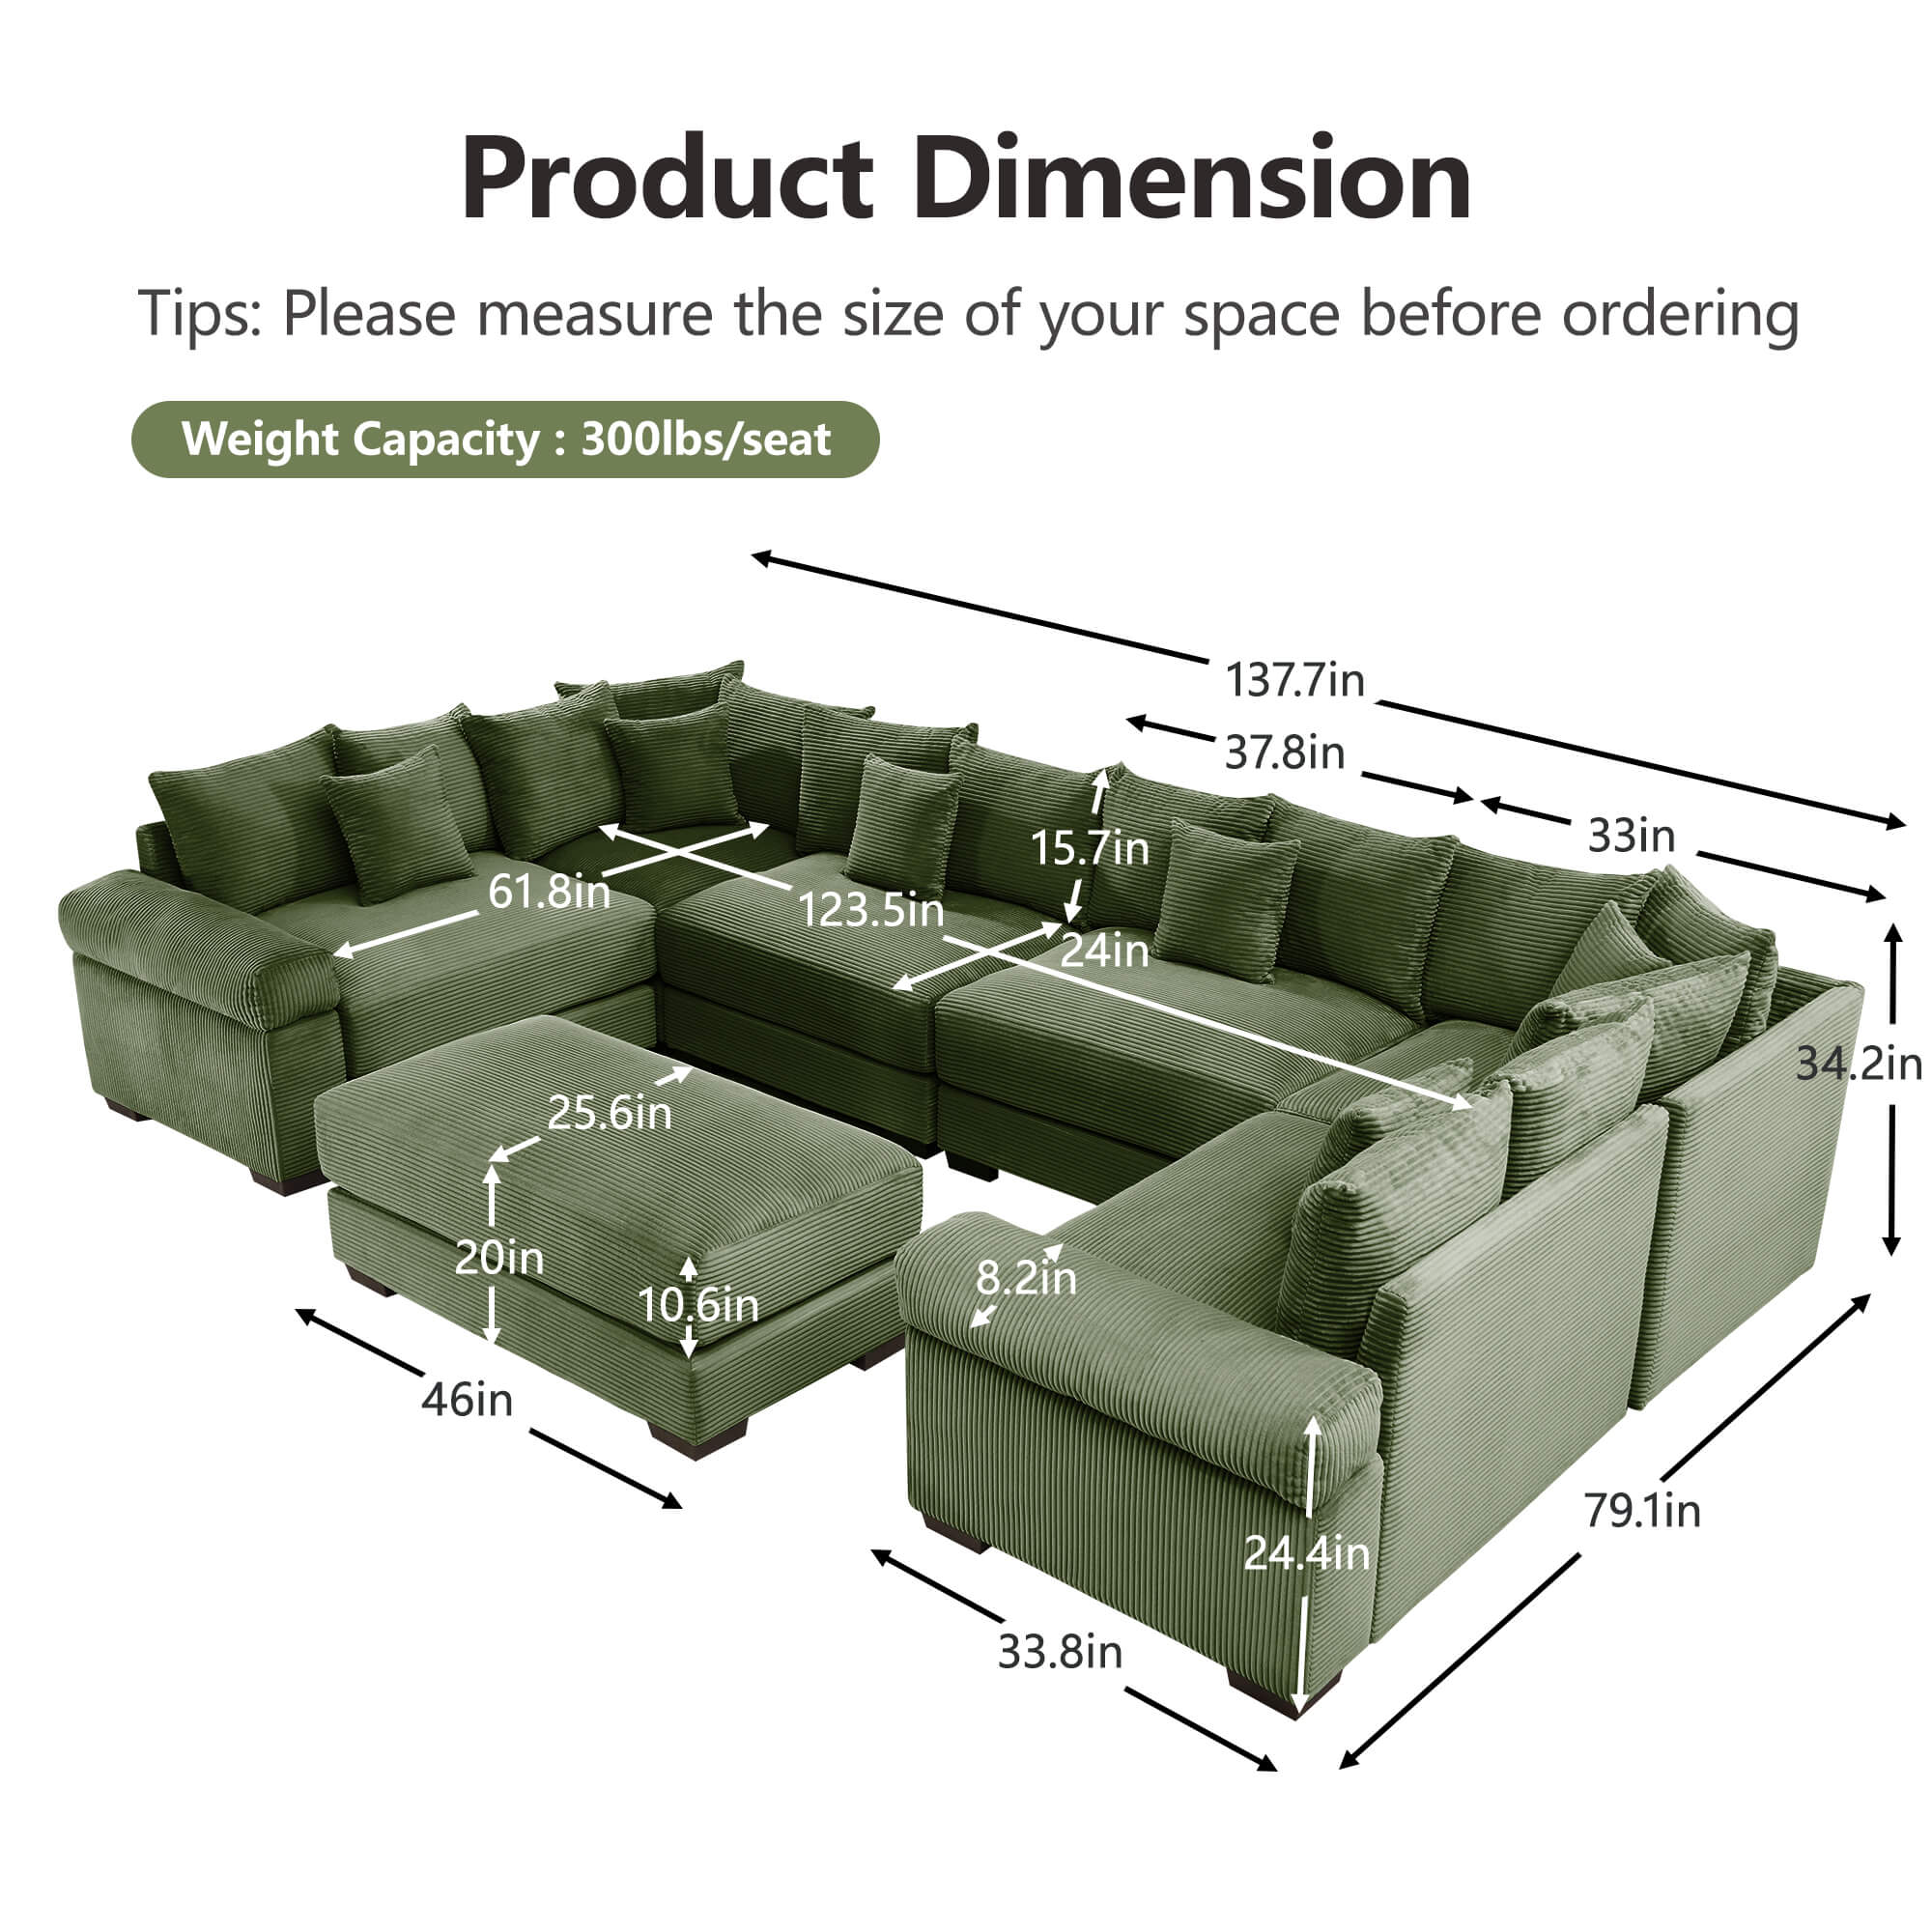 Product Dimension
Tips: Please measure the size of your space before ordering
Weight Capacity : 300lbs/seat
137.7in
37.8in
33in
15.7in
61.8in
123.5in
24in
34.2in
25.6in
20in
10.6in
8.2in
46in
79.1in
24.4in
33.8in